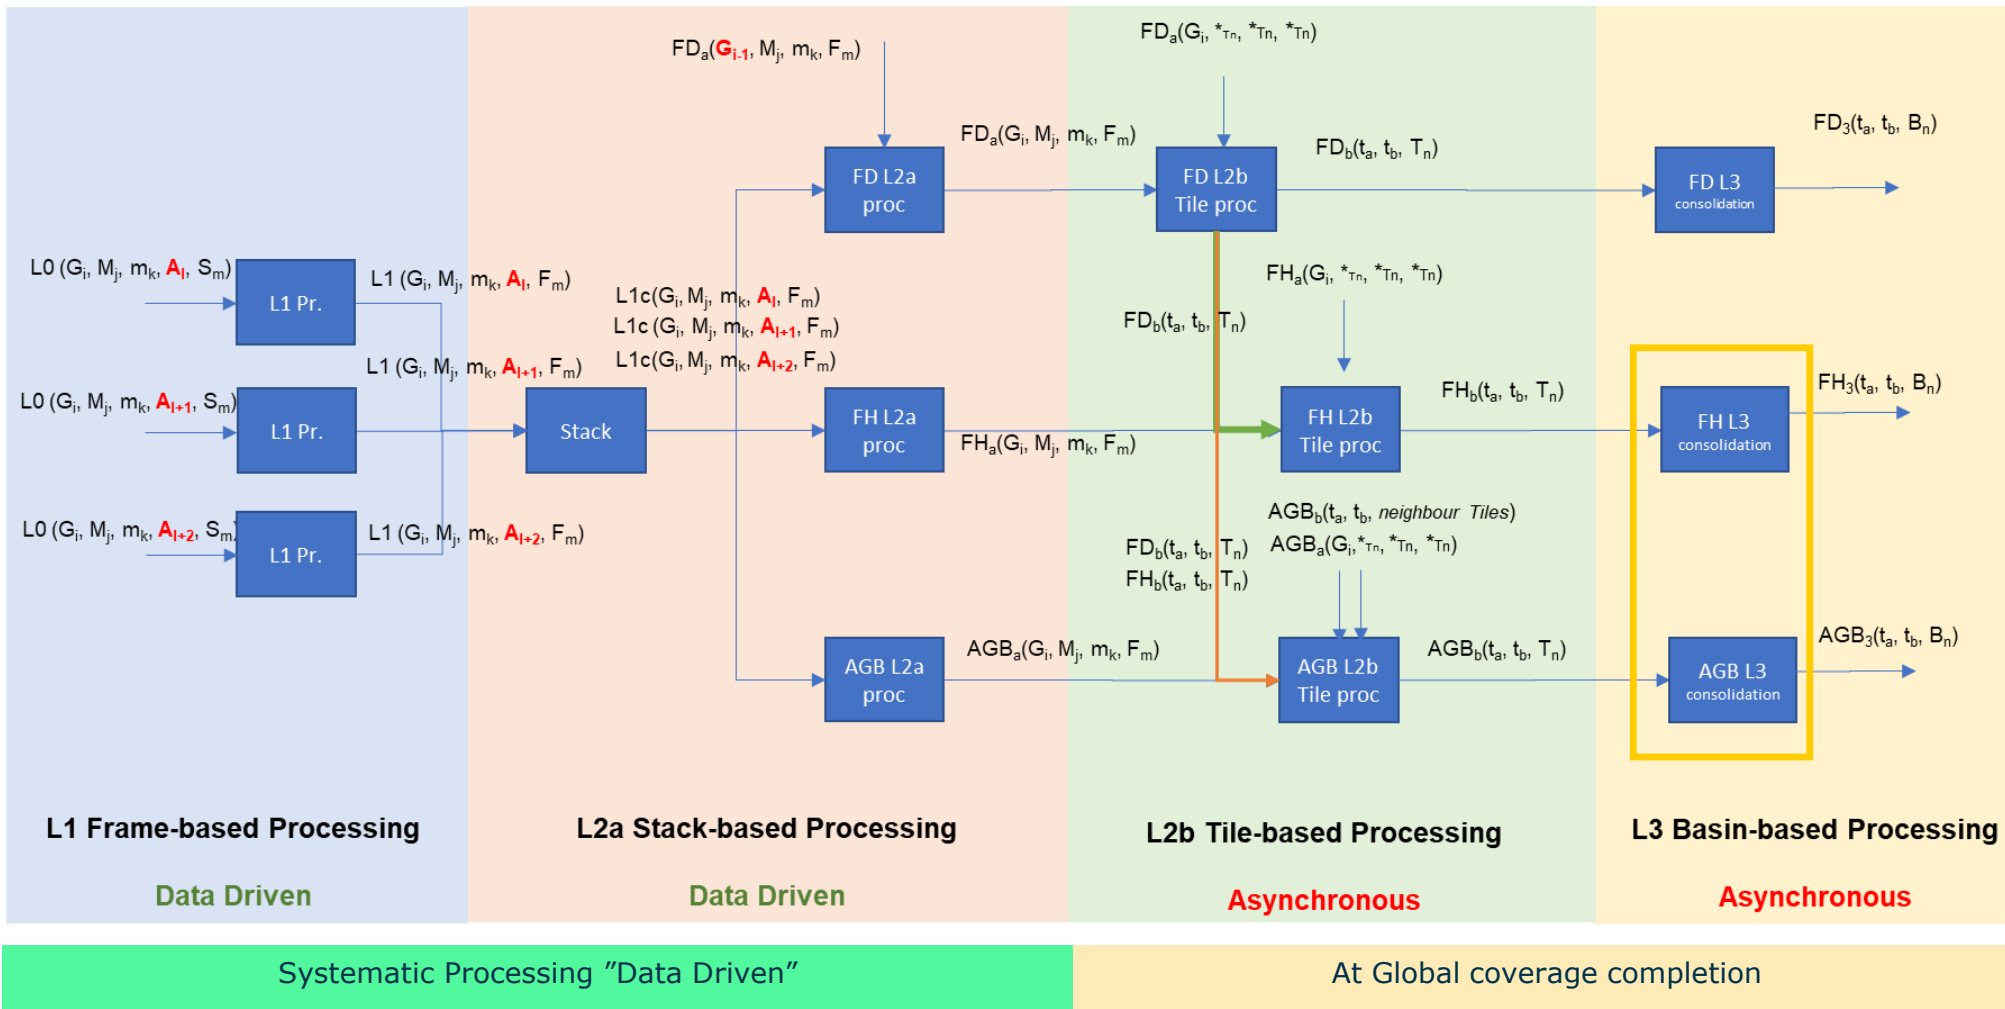 FDa(Gi-1, Mj, mk, Fm)
FDa(Gi, *Tn, *Tn, *Tn)
FDa(Gi, Mj, mk, Fm)
FDb(ta, tb, Tn)
FD3(ta, tb, Bn)
FD L2a
proc
FD L2b
Tile proc
FD L3
consolidation
L0 (Gi, Mj, mk, Al, Sm)
L1 Pr.
L1 (Gi, Mj, mk, Al, Fm)
L1c(Gi, Mj, mk, Al, Fm)
L1c (Gi, Mj, mk, Al+1, Fm)
L1c(Gi, Mj, mk, Al+2, Fm)
FHa(Gi, *Tn, *Tn, *Tn)
FDb(ta, tb, Tn)
L0 (Gi, Mj, mk, Al+1, Sm)
L1 Pr.
L1 (Gi, Mj, mk, Al+1, Fm)
Stack
FH L2a
proc
FHa(Gi, Mj, mk, Fm)
FH L2b
Tile proc
FHb(ta, tb, Tn)
FH L3
consolidation
FH3(ta, tb, Bn)
L0 (Gi, Mj, mk, Al+2, Sm)
L1 Pr.
L1 (Gi, Mj, mk, Al+2, Fm)
AGBb(ta, tb, neighbour Tiles)
AGBa(Gi,*Tn, *Tn, *Tn)
FDb(ta, tb, Tn)
FHb(ta, tb, Tn)
AGB L2a
proc
AGBa(Gi, Mj, mk, Fm)
AGB L2b
Tile proc
AGBb(ta, tb, Tn)
AGB L3
consolidation
AGB3(ta, tb, Bn)
L1 Frame-based Processing
L2a Stack-based Processing
L2b Tile-based Processing
L3 Basin-based Processing
Data Driven
Data Driven
Asynchronous
Asynchronous
Systematic Processing ”Data Driven”
At Global coverage completion